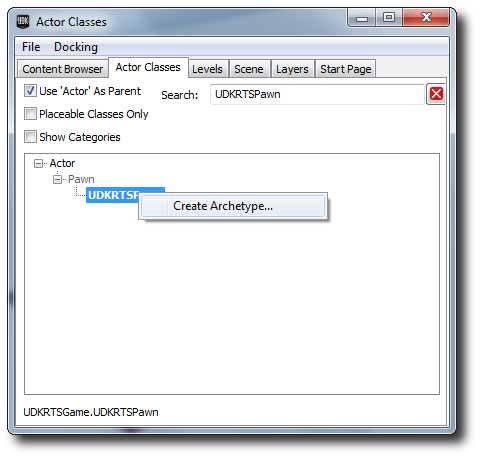 UDK Actor Classes
File Docking
Content Browser Actor Classes Levels Scene Layers Start Page
Use 'Actor' As Parent Search: UDKRTSPawn
Placeable Classes Only
Show Categories
Actor
Pawn
UDKRTSP
Create Archetype...
UDKRTSGame.UDKRTSPawn